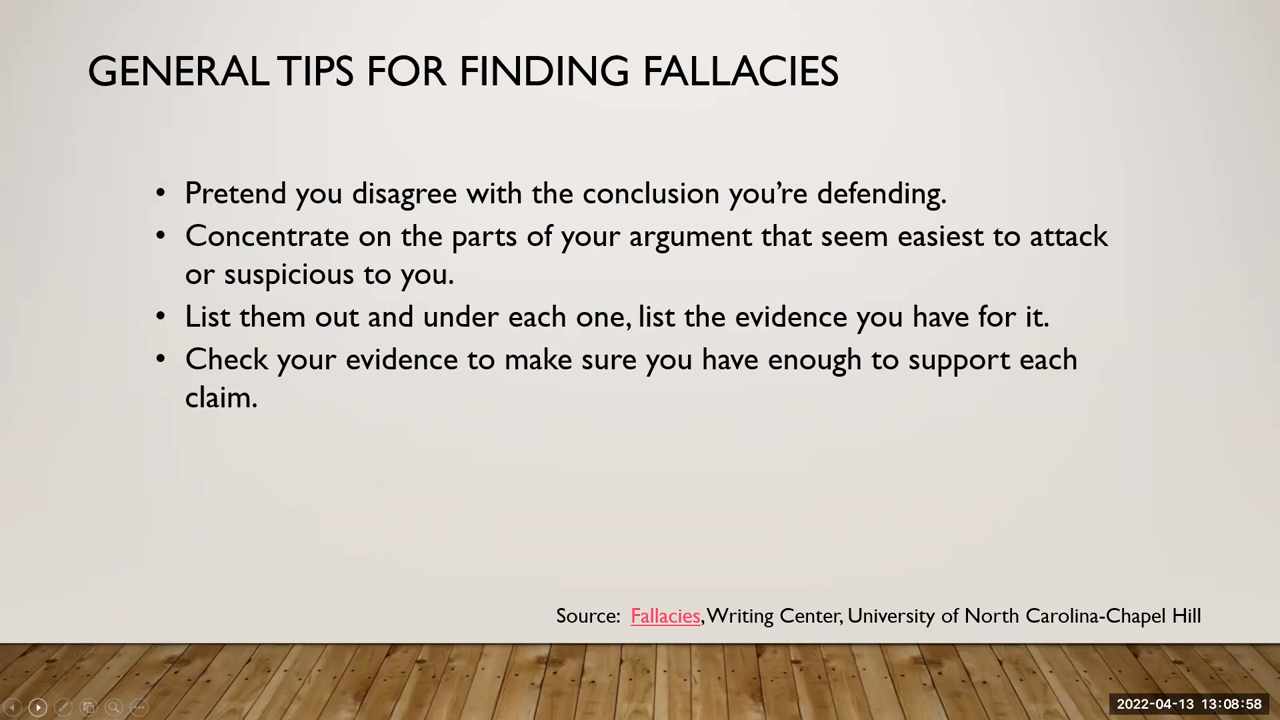 GENERAL TIPS FOR FINDING FALLACIES
• Pretend you disagree with the conclusion you’re defending.
• Concentrate on the parts of your argument that seem easiest to attack
or suspicious to you.
• List them out and under each one, list the evidence you have for it.
• Check your evidence to make sure you have enough to support each
claim.
Source: Fallacies, Writing Center, University of North Carolina-Chapel Hill
2022-04-13 13:08:58